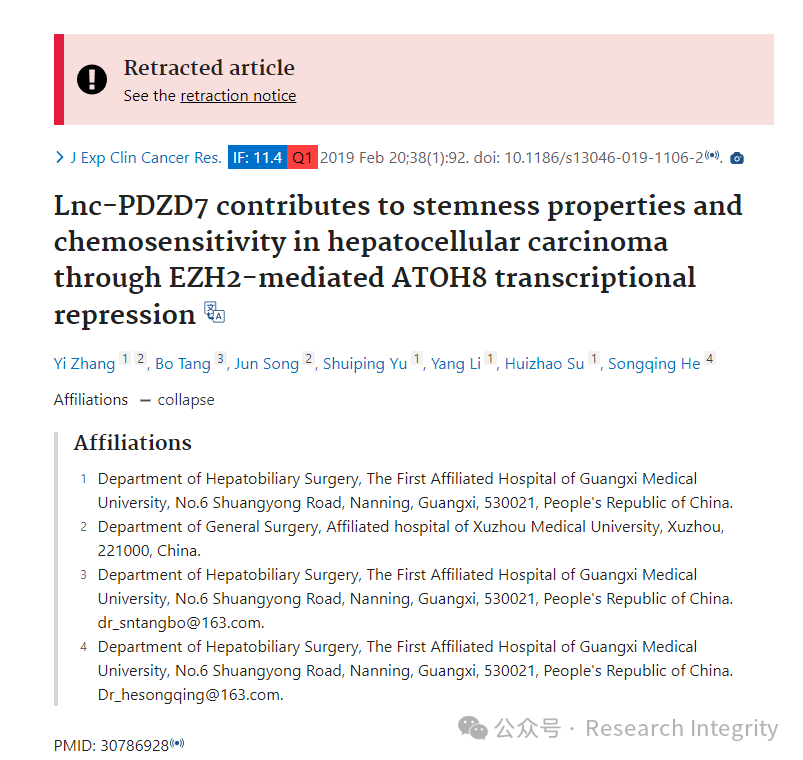 Retracted article
See the retraction notice
J Exp Clin Cancer Res. IF: 11.4 Q1 2019 Feb 20;38(1):92. doi: 10.1186/s13046-019-1106-2.
Lnc-PDZD7 contributes to stemness properties and
chemosensitivity in hepatocellular carcinoma
through EZH2-mediated ATOH8 transcriptional
repression
Yi Zhang 1 2, Bo Tang 3, Jun Song 2, Shuiping Yu 1, Yang Li 1, Huizhao Su 1, Songqing He 4
Affiliations — collapse
Affiliations
1 Department of Hepatobiliary Surgery, The First Affiliated Hospital of Guangxi Medical
University, No.6 Shuangyong Road, Nanning, Guangxi, 530021, People's Republic of China.
2 Department of General Surgery, Affiliated hospital of Xuzhou Medical University, Xuzhou,
221000, China.
3 Department of Hepatobiliary Surgery, The First Affiliated Hospital of Guangxi Medical
University, No.6 Shuangyong Road, Nanning, Guangxi, 530021, People's Republic of China.
dr_sntangbo@163.com.
4 Department of Hepatobiliary Surgery, The First Affiliated Hospital of Guangxi Medical
University, No.6 Shuangyong Road, Nanning, Guangxi, 530021, People's Republic of China.
Dr_hesongqing@163.com.
公众号 · Research Integrity
PMID: 30786928